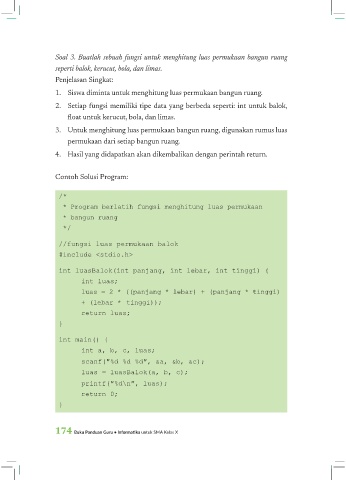 Soal 3. Buatlah sebuah fungsi untuk menghitung luas permukaan bangun ruang
seperti balok, kerucut, bola, dan limas.
Penjelasan Singkat:
1. Siswa diminta untuk menghitung luas permukaan bangun ruang.
2. Setiap fungsi memiliki tipe data yang berbeda seperti: int untuk balok,
float untuk kerucut, bola, dan limas.
3. Untuk menghitung luas permukaan bangun ruang, digunakan rumus luas
permukaan dari setiap bangun ruang.
4. Hasil yang didapatkan akan dikembalikan dengan perintah return.
Contoh Solusi Program:
/*
* Program berlatih fungsi menghitung luas permukaan
* bangun ruang
*/
//fungsi luas permukaan balok
#include <stdio.h>
int luasBalok(int panjang, int lebar, int tinggi) {
int luas;
luas = 2 * ((panjang * lebar) + (panjang * tinggi)
+ (lebar * tinggi));
return luas;
}
int main() {
int a, b, c, luas;
scanf("%d %d %d", &a, &b, &c);
luas = luasBalok(a, b, c);
printf("%d\n", luas);
return 0;
}
174 Buku Panduan Guru • Informatika untuk SMA Kelas X